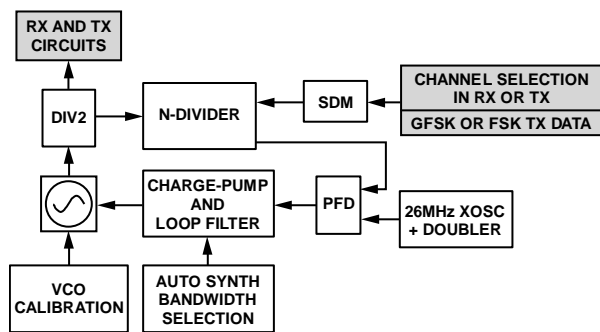 RX AND TX
CIRCUITS
DIV2
N-DIVIDER
SDM
CHANNEL SELECTION
IN RX OR TX
GFSK OR FSK TX DATA
CHARGE-PUMP
AND
LOOP FILTER
PFD
26MHz XOSC
+ DOUBLER
VCO
CALIBRATION
AUTO SYNTH
BANDWIDTH
SELECTION